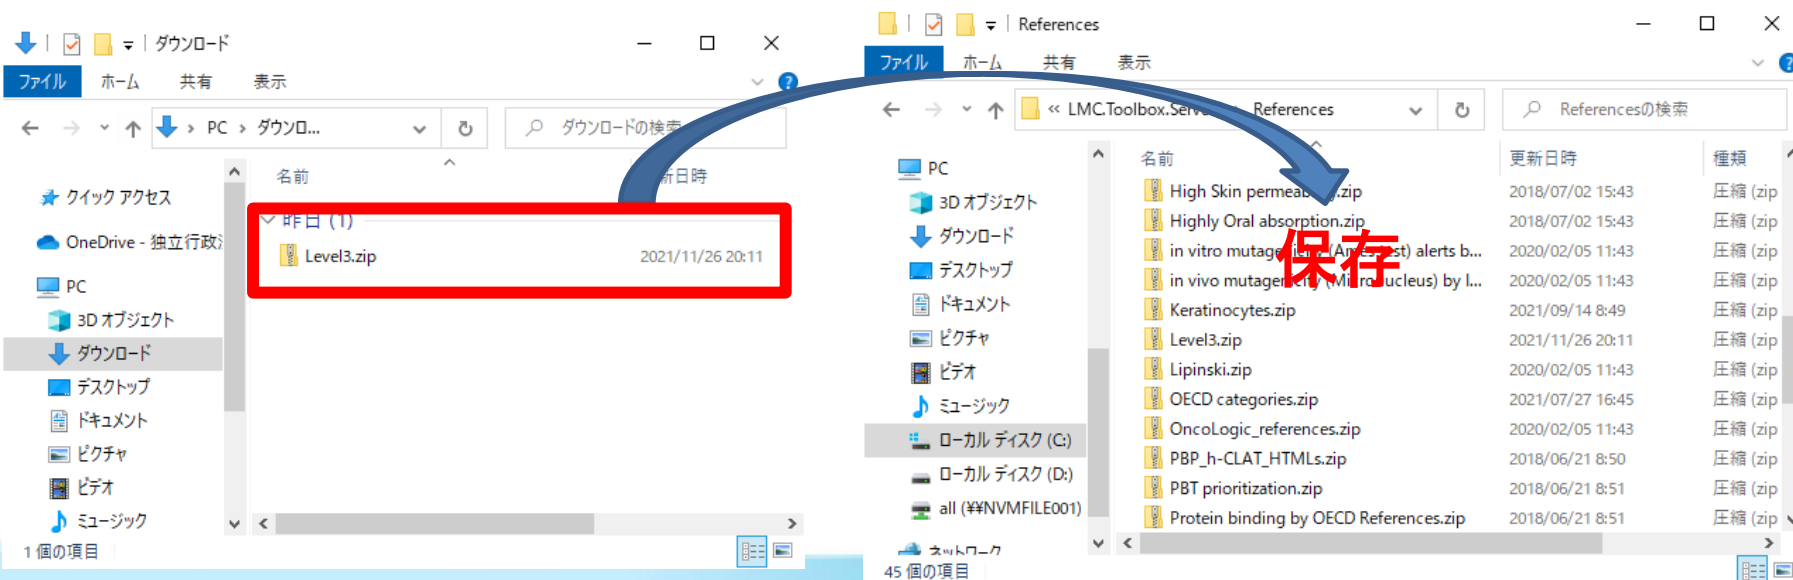 ダウンロード
ファイル ホーム 共有 表示
PC ダウンロ...
ダウンロードの検索
名前 新日時
クイック アクセス
昨日 (1)
OneDrive - 独立行政
Level3.zip 2021/11/26 20:11
PC
3D オブジェクト
ダウンロード
デスクトップ
ドキュメント
ピクチャ
ビデオ
ミュージック
1 個の項目
References
ファイル ホーム 共有 表示
« LMC.Toolbox.Serv References
Referencesの検索
名前 更新日時 種類
PC
3D オブジェクト
ダウンロード
デスクトップ
ドキュメント
ピクチャ
ビデオ
ミュージック
ローカル ディスク (C:)
ローカル ディスク (D:)
all (¥¥NVMFILE001)
ネットワーク
High Skin permeability.zip 2018/07/02 15:43 圧縮 (zip
Highly Oral absorption.zip 2018/07/02 15:43 圧縮 (zip
in vitro mutagenicity (Ames test) alerts b... 2020/02/05 11:43 圧縮 (zip
in vivo mutagenicity (Micronucleus) by I... 2020/02/05 11:43 圧縮 (zip
保存
Keratinocytes.zip 2021/09/14 8:49 圧縮 (zip
Level3.zip 2021/11/26 20:11 圧縮 (zip
Lipinski.zip 2020/02/05 11:43 圧縮 (zip
OECD categories.zip 2021/07/27 16:45 圧縮 (zip
OncoLogic_references.zip 2020/02/05 11:43 圧縮 (zip
PBP_h-CLAT_HTMLs.zip 2018/06/21 8:50 圧縮 (zip
PBT prioritization.zip 2018/06/21 8:51 圧縮 (zip
Protein binding by OECD References.zip 2018/06/21 8:51 圧縮 (zip
45 個の項目